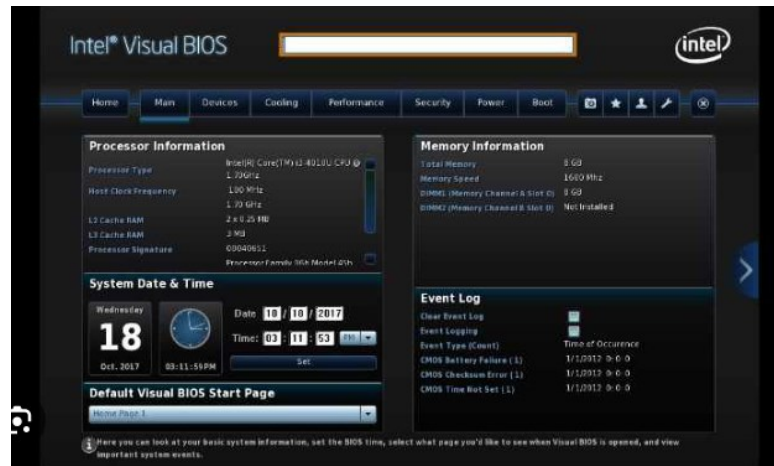 Intel® Visual BIOS
intel
Home Main Devices Cooling Performance Security Power Boot
Processor Information
Processor Type Intel(R) Core(TM) i3-4010U CPU @ 1.70GHz
Host Clock Frequency 100 MHz
1.70 GHz
L2 Cache RAM 2 x 0.25 MB
L3 Cache RAM 3 MB
Processor Signature 00040651
Processor Family 06h Model 45h
Memory Information
Total Memory 8 GB
Memory Speed 1600 Mhz
DIMM1 (Memory Channel A Slot 0) 8 GB
DIMM2 (Memory Channel B Slot 0) Not Installed
System Date & Time
Wednesday
18
Oct. 2017
03:11:59PM
Date 10 / 18 / 2017
Time: 03 : 11 : 53 PM
Set
Default Visual BIOS Start Page
Home Page 1
Event Log
Clear Event Log
Event Logging
Event Type (Count) Time of Occurence
CMOS Battery Failure (1) 1/1/2012 0:0:0
CMOS Checksum Error (1) 1/1/2012 0:0:0
CMOS Time Not Set (1) 1/1/2012 0:0:0
Here you can look at your basic system information, set the BIOS time, select what page you'd like to see when Visual BIOS is opened, and view
important system events.